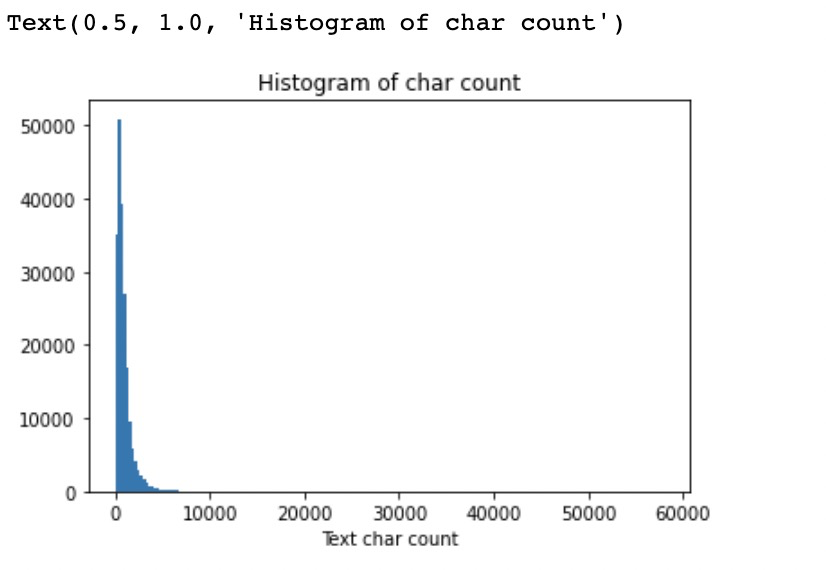 Text(0.5, 1.0, 'Histogram of char count')
Histogram of char count
50000
40000
30000
20000
10000
0
0 10000 20000 30000 40000 50000 60000
Text char count